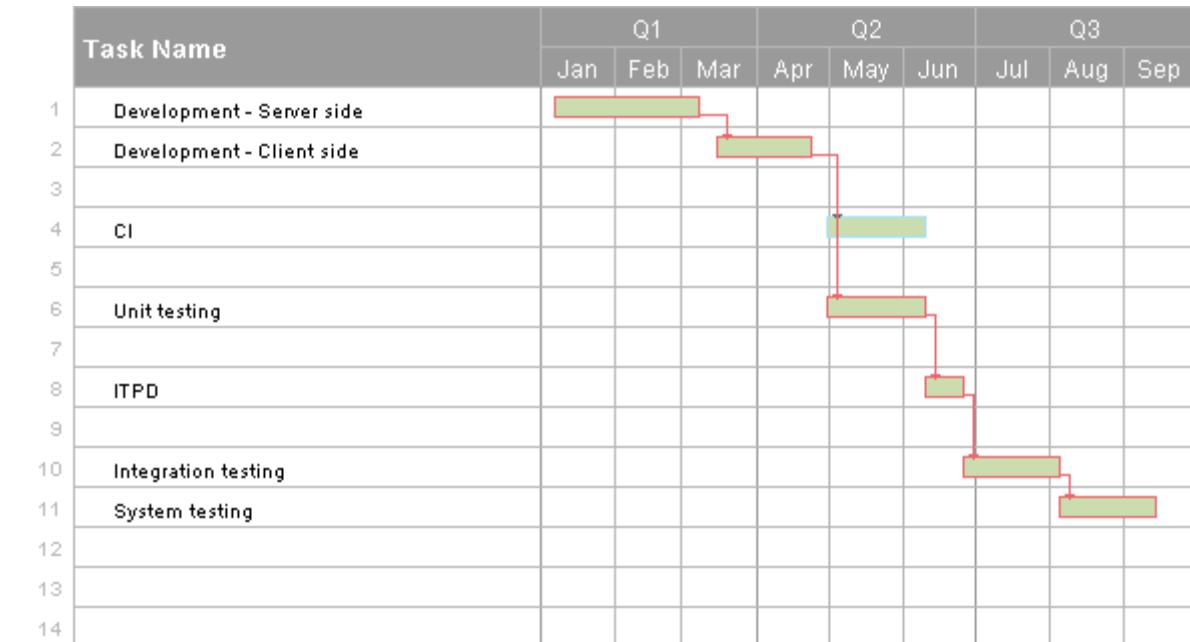 Task Name
Q1 Q2 Q3
Jan Feb Mar Apr May Jun Jul Aug Sep
1 Development - Server side
2 Development - Client side
3
4 CI
5
6 Unit testing
7
8 ITPD
9
10 Integration testing
11 System testing
12
13
14